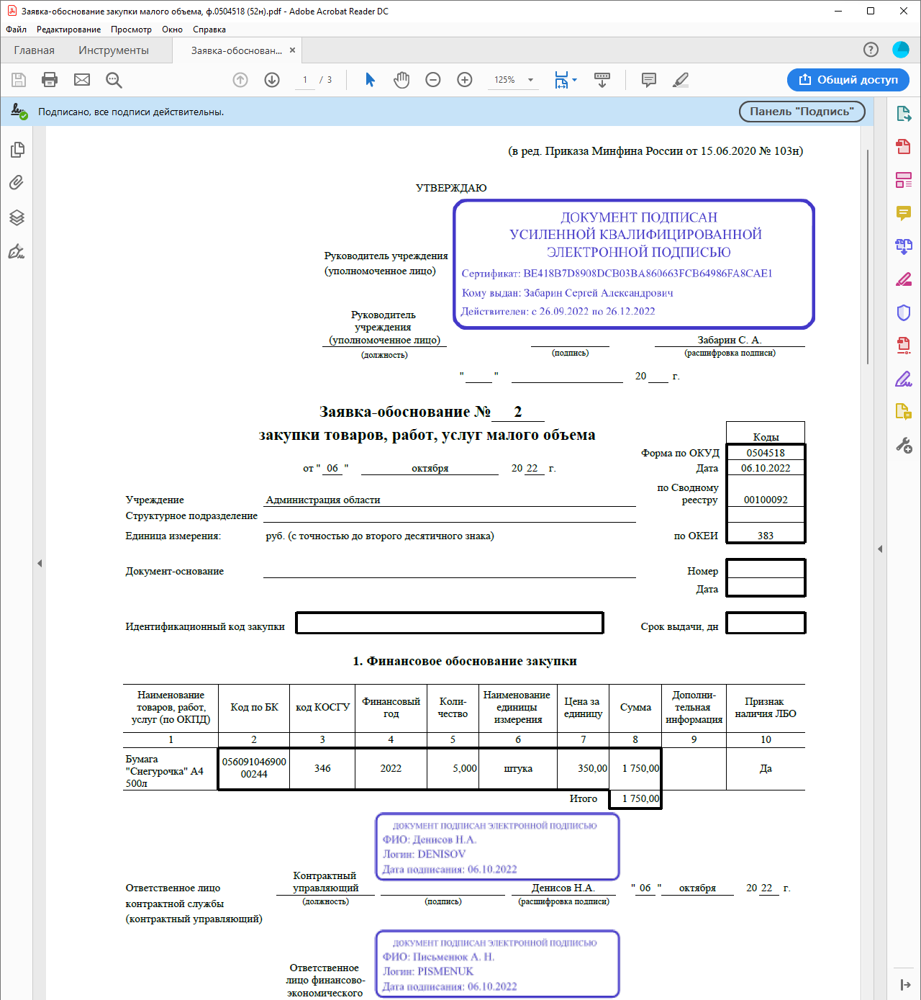 Заявка-обоснование закупки малого объема, ф.0504518 (52н).pdf - Adobe Acrobat Reader DC
Файл Редактирование Просмотр Окно Справка
Главная Инструменты Заявка-обоснован... ×
1 / 3 125% Общий доступ
Подписано, все подписи действительны. Панель "Подпись"
(в ред. Приказа Минфина России от 15.06.2020 № 103н)
УТВЕРЖДАЮ
ДОКУМЕНТ ПОДПИСАН
УСИЛЕННОЙ КВАЛИФИЦИРОВАННОЙ
ЭЛЕКТРОННОЙ ПОДПИСЬЮ
Сертификат: BE418B7D8908DCB03BA860663FCB64986FA8CAE1
Кому выдан: Забарин Сергей Александрович
Действителен: с 26.09.2022 по 26.12.2022
Руководитель учреждения
(уполномоченное лицо)
Руководитель
учреждения
(уполномоченное лицо) Забарин С. А.
(должность) (подпись) (расшифровка подписи)
" " 20 г.
Заявка-обоснование № 2
закупки товаров, работ, услуг малого объема
Коды
Форма по ОКУД 0504518
от " 06 " октября 20 22 г. Дата 06.10.2022
по Сводному
Учреждение Администрация области реестру 00100092
Структурное подразделение
Единица измерения: руб. (с точностью до второго десятичного знака) по ОКЕИ 383
Документ-основание Номер
Дата
Идентификационный код закупки Срок выдачи, дн
1. Финансовое обоснование закупки
Наименование
товаров, работ,
услуг (по ОКПД)
Код по БК
код КОСГУ
Финансовый
год
Коли-
чество
Наименование
единицы
измерения
Цена за
единицу
Сумма
Дополни-
тельная
информация
Признак
наличия ЛБО
1 2 3 4 5 6 7 8 9 10
Бумага
"Снегурочка" А4
500л
056091046900
00244
346 2022 5,000 штука 350,00 1 750,00 Да
Итого 1 750,00
ДОКУМЕНТ ПОДПИСАН ЭЛЕКТРОННОЙ ПОДПИСЬЮ
ФИО: Денисов Н.А.
Логин: DENISOV
Дата подписания: 06.10.2022
Ответственное лицо
контрактной службы
(контрактный управляющий)
Контрактный
управляющий Денисов Н.А. " 06 " октября 20 22 г.
(должность) (подпись) (расшифровка подписи)
ДОКУМЕНТ ПОДПИСАН ЭЛЕКТРОННОЙ ПОДПИСЬЮ
ФИО: Письменюк А. Н.
Логин: PISMENUK
Дата подписания: 06.10.2022
Ответственное
лицо финансово-
экономического